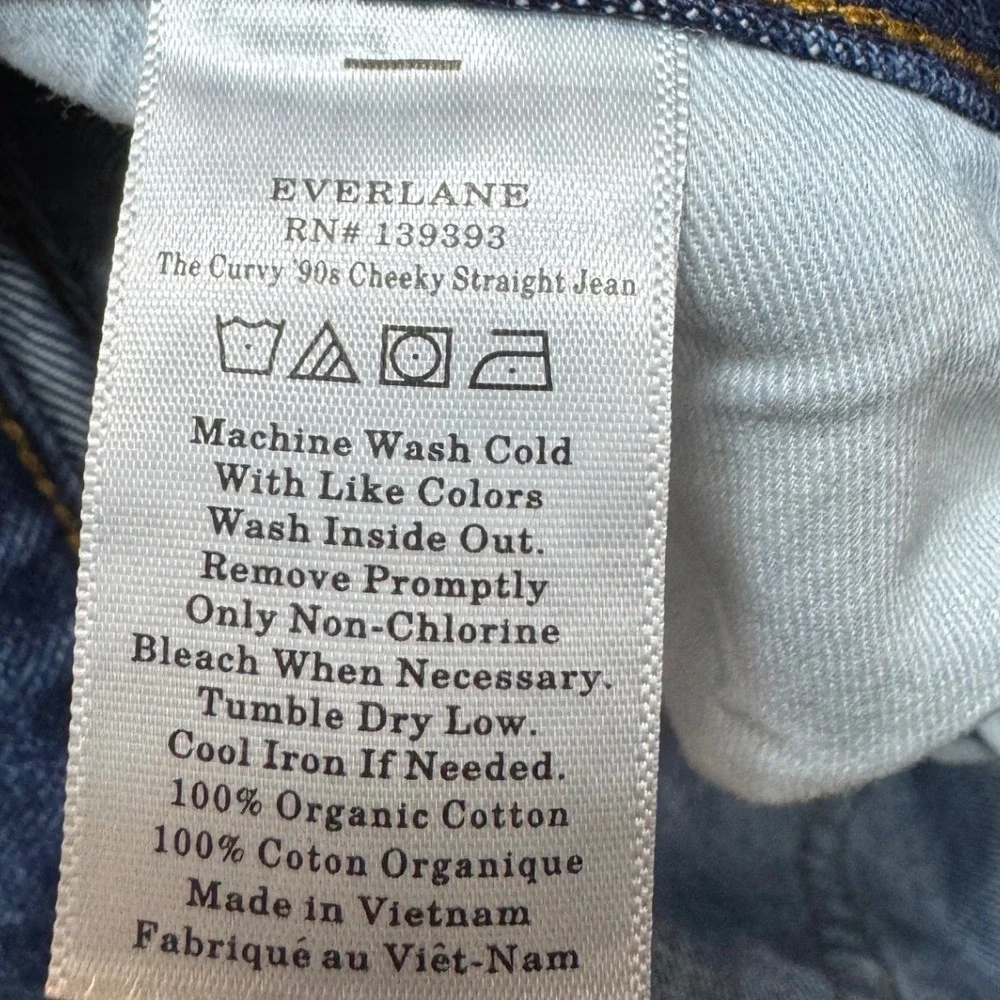 EVERLANE
RN# 139393
The Curvy '90s Cheeky Straight Jean
Machine Wash Cold
With Like Colors
Wash Inside Out.
Remove Promptly
Only Non-Chlorine
Bleach When Necessary.
Tumble Dry Low.
Cool Iron If Needed.
100% Organic Cotton
100% Coton Organique
Made in Vietnam
Fabriqué au Viêt-Nam